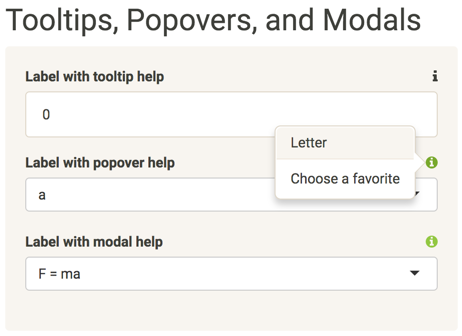 Tooltips, Popovers, and Modals
Label with tooltip help
0
Letter
Label with popover help
Choose a favorite
a
Label with modal help
F = ma